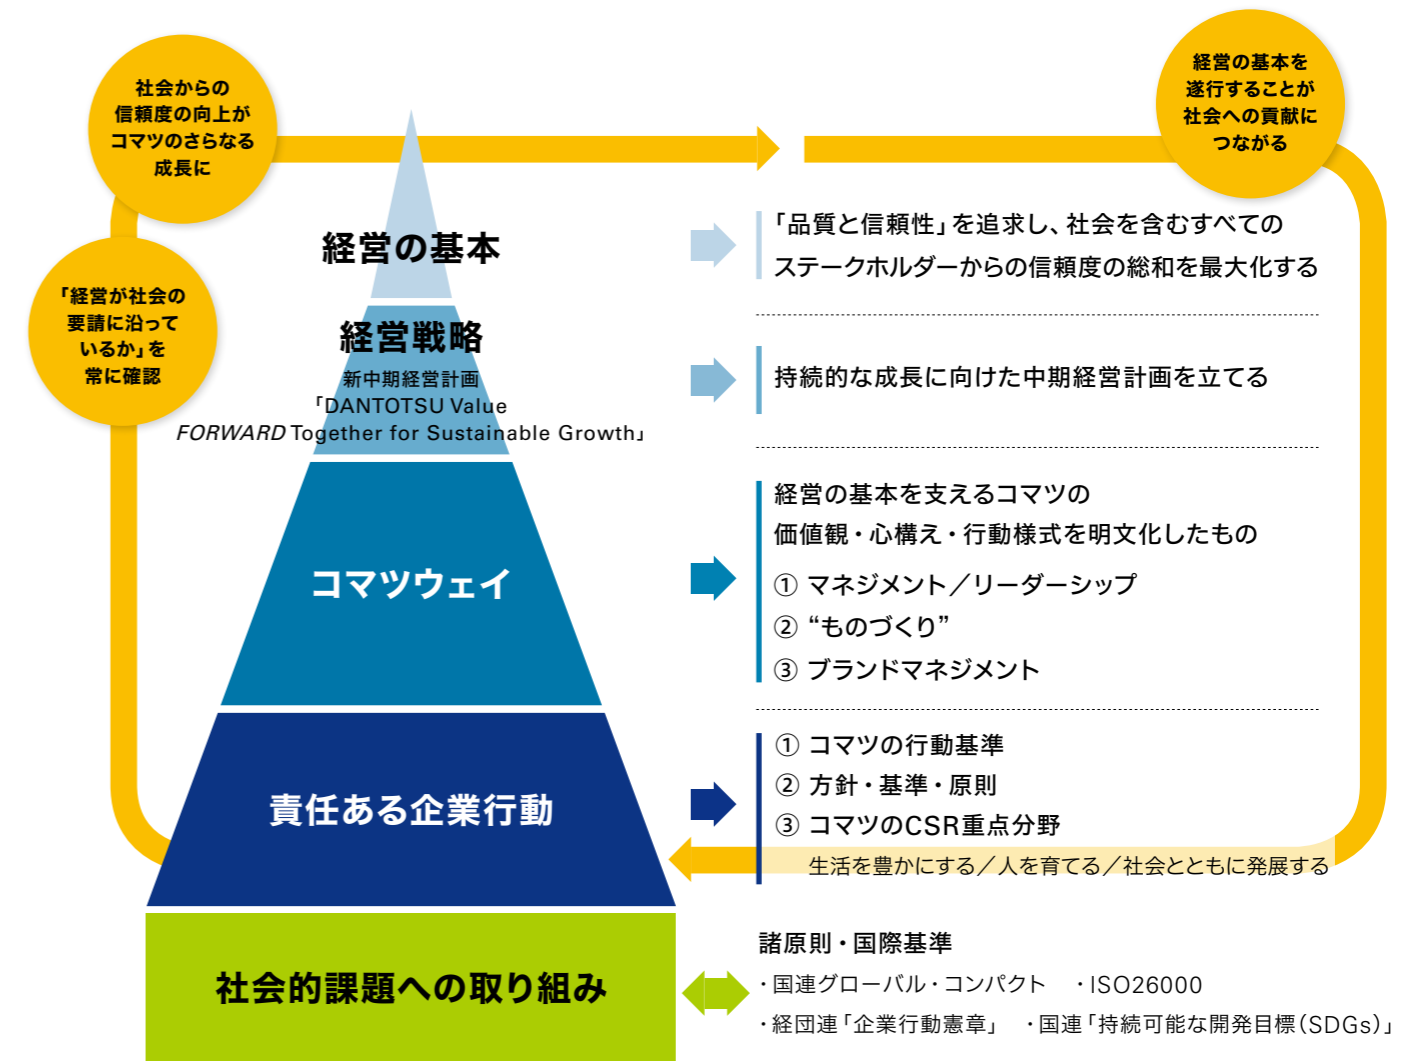 社会からの
信頼度の向上が
コマツのさらなる
成長に
経営の基本を
遂行することが
社会への貢献に
つながる
「経営が社会の
要請に沿って
いるか」を
常に確認
経営の基本
「品質と信頼性」を追求し、社会を含むすべての
ステークホルダーからの信頼度の総和を最大化する
経営戦略
新中期経営計画
「DANTOTSU Value
FORWARD Together for Sustainable Growth」
持続的な成長に向けた中期経営計画を立てる
コマツウェイ
経営の基本を支えるコマツの
価値観・心構え・行動様式を明文化したもの
① マネジメント／リーダーシップ
② “ものづくり”
③ ブランドマネジメント
責任ある企業行動
① コマツの行動基準
② 方針・基準・原則
③ コマツのCSR重点分野
生活を豊かにする／人を育てる／社会とともに発展する
社会的課題への取り組み
諸原則・国際基準
・国連グローバル・コンパクト ・ISO26000
・経団連「企業行動憲章」 ・国連「持続可能な開発目標（SDGs）」